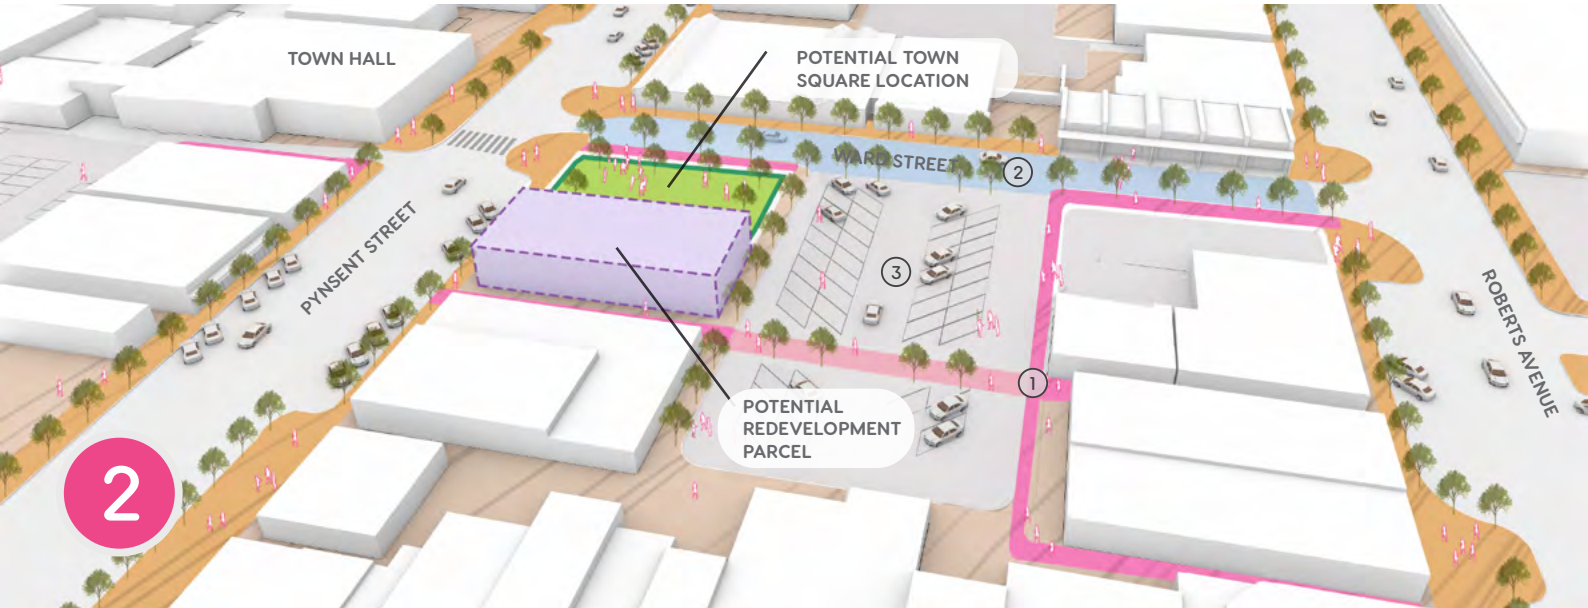 TOWN HALL
POTENTIAL TOWN
SQUARE LOCATION
WARD STREET
2
PYNSENT STREET
3
ROBERTS AVENUE
1
POTENTIAL
REDEVELOPMENT
PARCEL
2